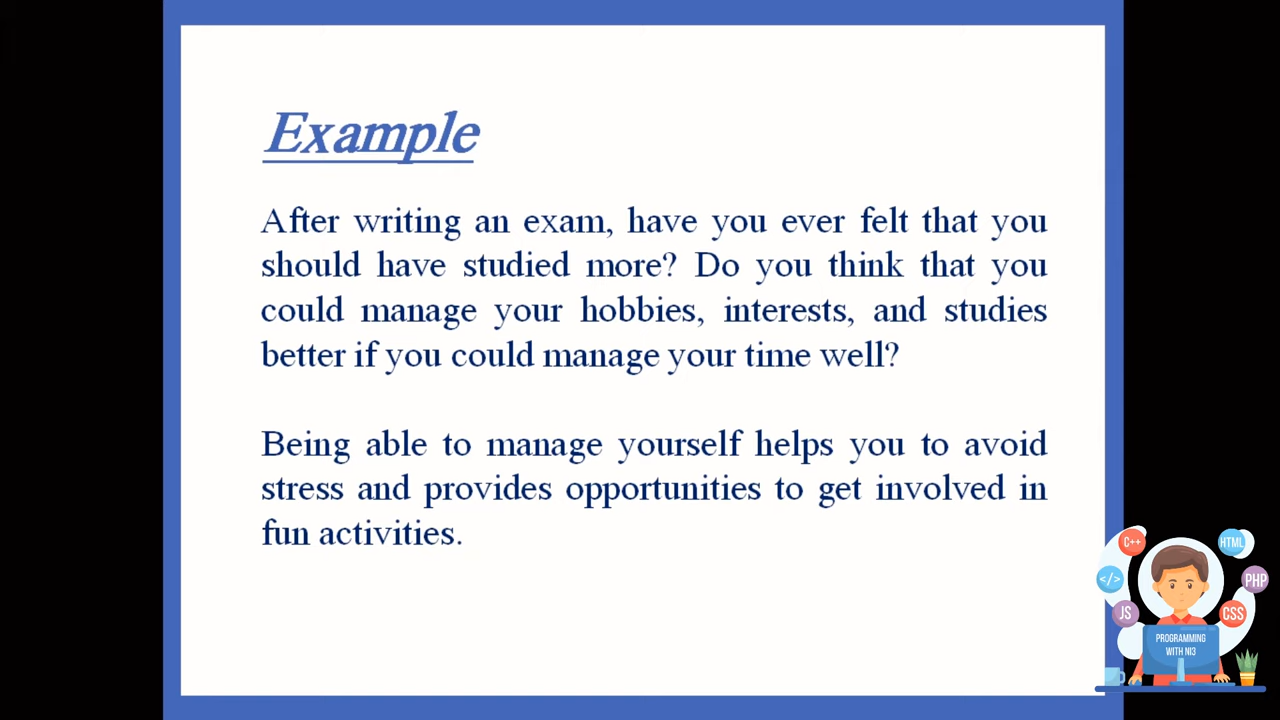 Example
After writing an exam, have you ever felt that you
should have studied more? Do you think that you
could manage your hobbies, interests, and studies
better if you could manage your time well?
Being able to manage yourself helps you to avoid
stress and provides opportunities to get involved in
fun activities.
C++
HTML
</>
PHP
JS
CSS
PROGRAMMING
WITH NI3